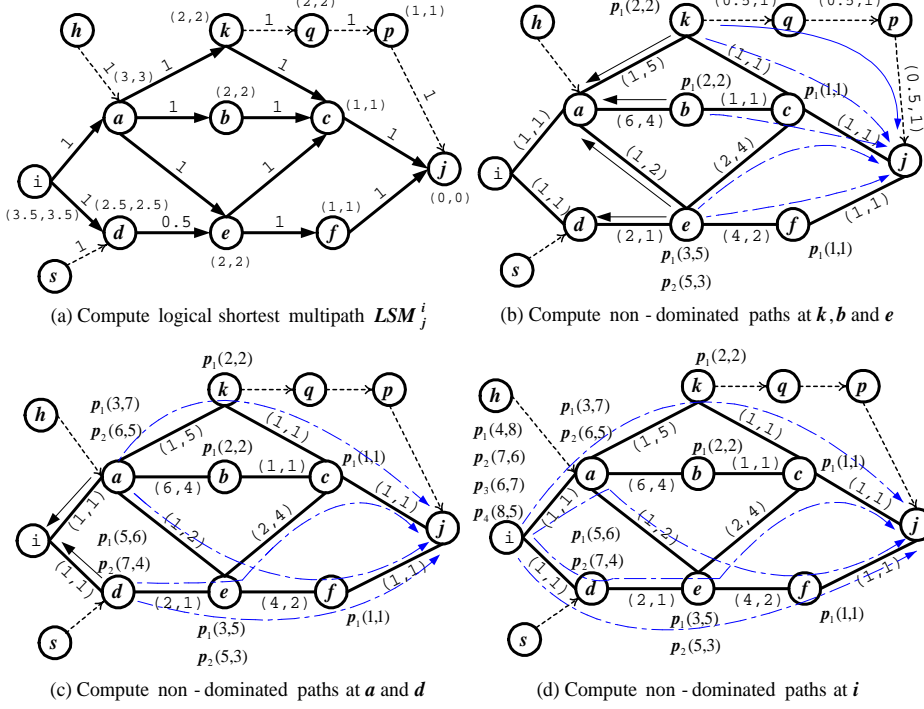 (2,2)
(2,2)
(1,1)
h
k
1
q
1
p
1
(3,3)
1
1
1
a
1
(2,2)
b
1
c
(1,1)
1
1
1
1
j
(0,0)
i
(3.5,3.5)
1
(2.5,2.5)
d
0.5
e
(2,2)
1
(1,1)
f
1
s
1
(a) Compute logical shortest multipath LSM i j
p1(2,2)
(0.5,1)
(0.5,1)
h
k
q
p
(1,5)
(1,1)
(0.5,1)
p1(2,2)
p1(1,1)
a
(6,4)
b
(1,1)
c
(1,1)
(1,1)
(1,2)
(2,4)
j
i
(1,1)
d
(2,1)
e
(4,2)
f
(1,1)
p1(3,5)
p2(5,3)
p1(1,1)
s
(b) Compute non - dominated paths at k, b and e
p1(2,2)
h
k
q
p
p1(3,7)
p2(6,5)
(1,5)
(1,1)
p1(2,2)
p1(1,1)
a
(6,4)
b
(1,1)
c
(1,1)
(1,1)
(1,2)
(2,4)
j
i
p1(5,6)
p2(7,4)
(1,1)
d
(2,1)
e
(4,2)
f
(1,1)
p1(3,5)
p2(5,3)
p1(1,1)
s
(c) Compute non - dominated paths at a and d
p1(2,2)
h
k
q
p
p1(3,7)
p2(6,5)
p1(4,8)
p2(7,6)
p3(6,7)
p4(8,5)
(1,5)
(1,1)
p1(2,2)
p1(1,1)
a
(6,4)
b
(1,1)
c
(1,1)
(1,1)
(1,2)
(2,4)
j
i
p1(5,6)
p2(7,4)
(1,1)
d
(2,1)
e
(4,2)
f
(1,1)
p1(3,5)
p2(5,3)
p1(1,1)
s
(d) Compute non - dominated paths at i